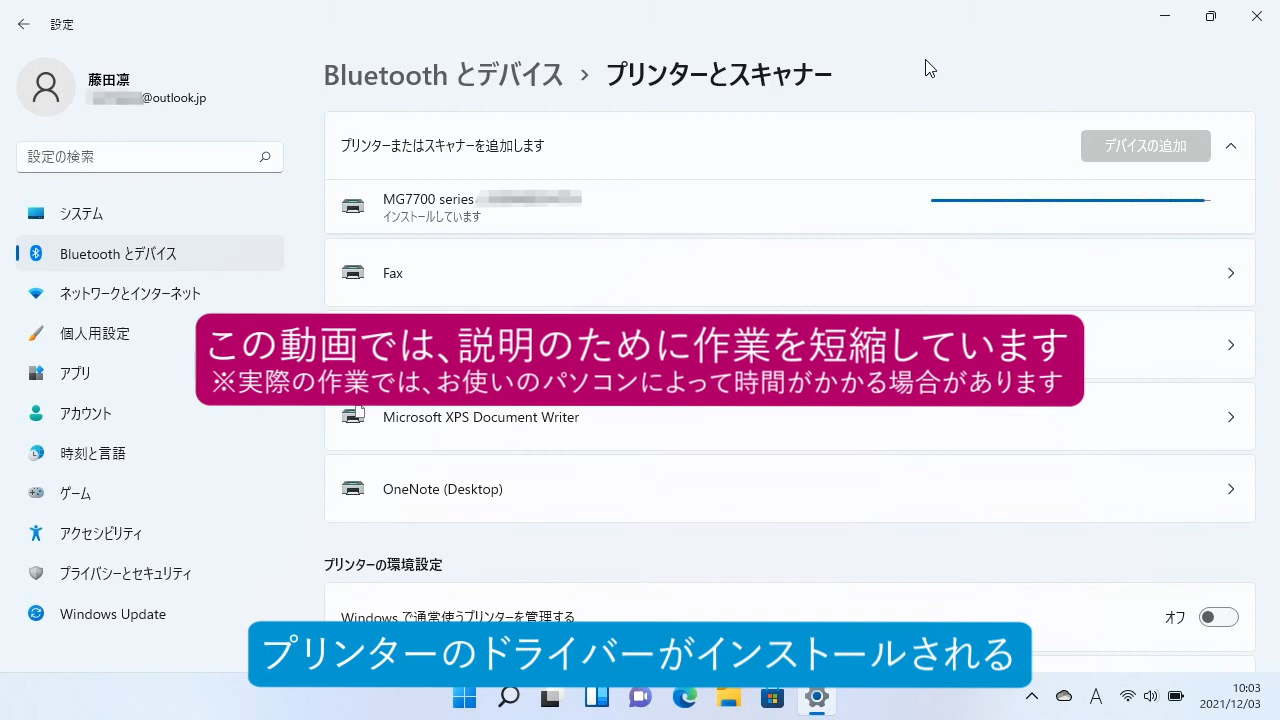 設定
藤田凛
@outlook.jp
設定の検索
システム
Bluetooth とデバイス
ネットワークとインターネット
個人用設定
アプリ
アカウント
時刻と言語
ゲーム
アクセシビリティ
プライバシーとセキュリティ
Windows Update
Bluetooth とデバイス › プリンターとスキャナー
プリンターまたはスキャナーを追加します
デバイスの追加
MG7700 series
インストールしています
Fax
この動画では、説明のために作業を短縮しています
※実際の作業では、お使いのパソコンによって時間がかかる場合があります
Microsoft XPS Document Writer
OneNote (Desktop)
プリンターの環境設定
Windows で通常使うプリンターを管理する
オフ
プリンターのドライバーがインストールされる
A
10:03
2021/12/03